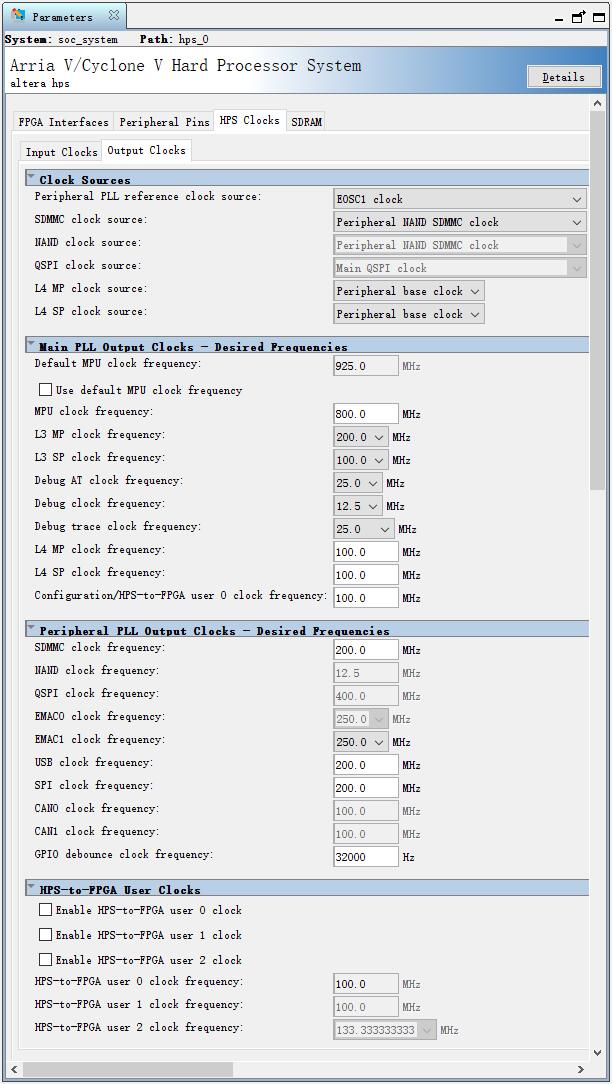 Parameters
System: soc_system Path: hps_0
Arria V/Cyclone V Hard Processor System
altera_hps
Details
FPGA Interfaces Peripheral Pins HPS Clocks SDRAM
Input Clocks Output Clocks
Clock Sources
Peripheral PLL reference clock source: EOSC1 clock
SDMMC clock source: Peripheral NAND SDMMC clock
NAND clock source: Peripheral NAND SDMMC clock
QSPI clock source: Main QSPI clock
L4 MP clock source: Peripheral base clock
L4 SP clock source: Peripheral base clock
Main PLL Output Clocks - Desired Frequencies
Default MPU clock frequency: 925.0 MHz
Use default MPU clock frequency
MPU clock frequency: 800.0 MHz
L3 MP clock frequency: 200.0 MHz
L3 SP clock frequency: 100.0 MHz
Debug AT clock frequency: 25.0 MHz
Debug clock frequency: 12.5 MHz
Debug trace clock frequency: 25.0 MHz
L4 MP clock frequency: 100.0 MHz
L4 SP clock frequency: 100.0 MHz
Configuration/HPS-to-FPGA user 0 clock frequency: 100.0 MHz
Peripheral PLL Output Clocks - Desired Frequencies
SDMMC clock frequency: 200.0 MHz
NAND clock frequency: 12.5 MHz
QSPI clock frequency: 400.0 MHz
EMAC0 clock frequency: 250.0 MHz
EMAC1 clock frequency: 250.0 MHz
USB clock frequency: 200.0 MHz
SPI clock frequency: 200.0 MHz
CAN0 clock frequency: 100.0 MHz
CAN1 clock frequency: 100.0 MHz
GPIO debounce clock frequency: 32000 Hz
HPS-to-FPGA User Clocks
Enable HPS-to-FPGA user 0 clock
Enable HPS-to-FPGA user 1 clock
Enable HPS-to-FPGA user 2 clock
HPS-to-FPGA user 0 clock frequency: 100.0 MHz
HPS-to-FPGA user 1 clock frequency: 100.0 MHz
HPS-to-FPGA user 2 clock frequency: 133.333333333 MHz